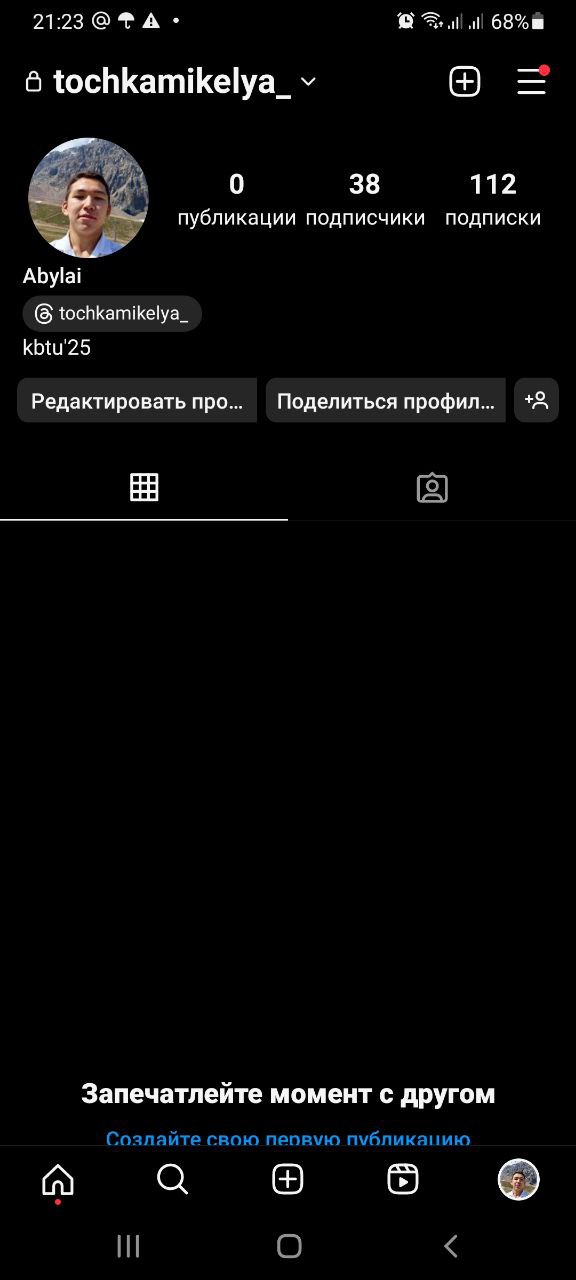 21:23 68%
tochkamikelya_
0 38 112
публикации подписчики подписки
Abylai
tochkamikelya_
kbtu'25
Редактировать про... Поделиться профил...
Запечатлейте момент с другом
Создайте свою первую публикацию